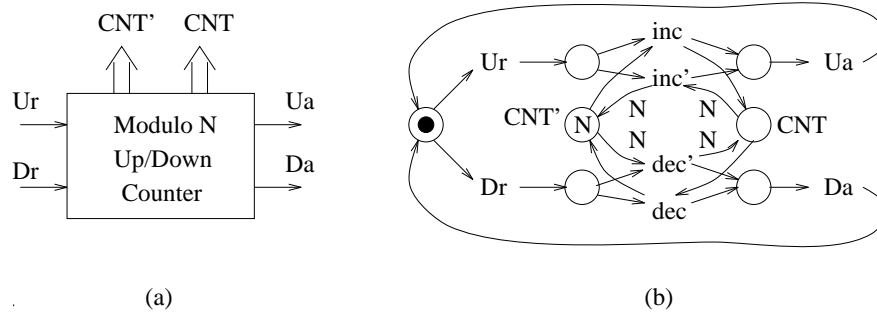 CNT' CNT
Ur
Dr
Modulo N
Up/Down
Counter
Ua
Da
(a)
inc
Ur
Ua
inc'
CNT'
N
N N
N N
CNT
dec'
Dr
Da
dec
(b)